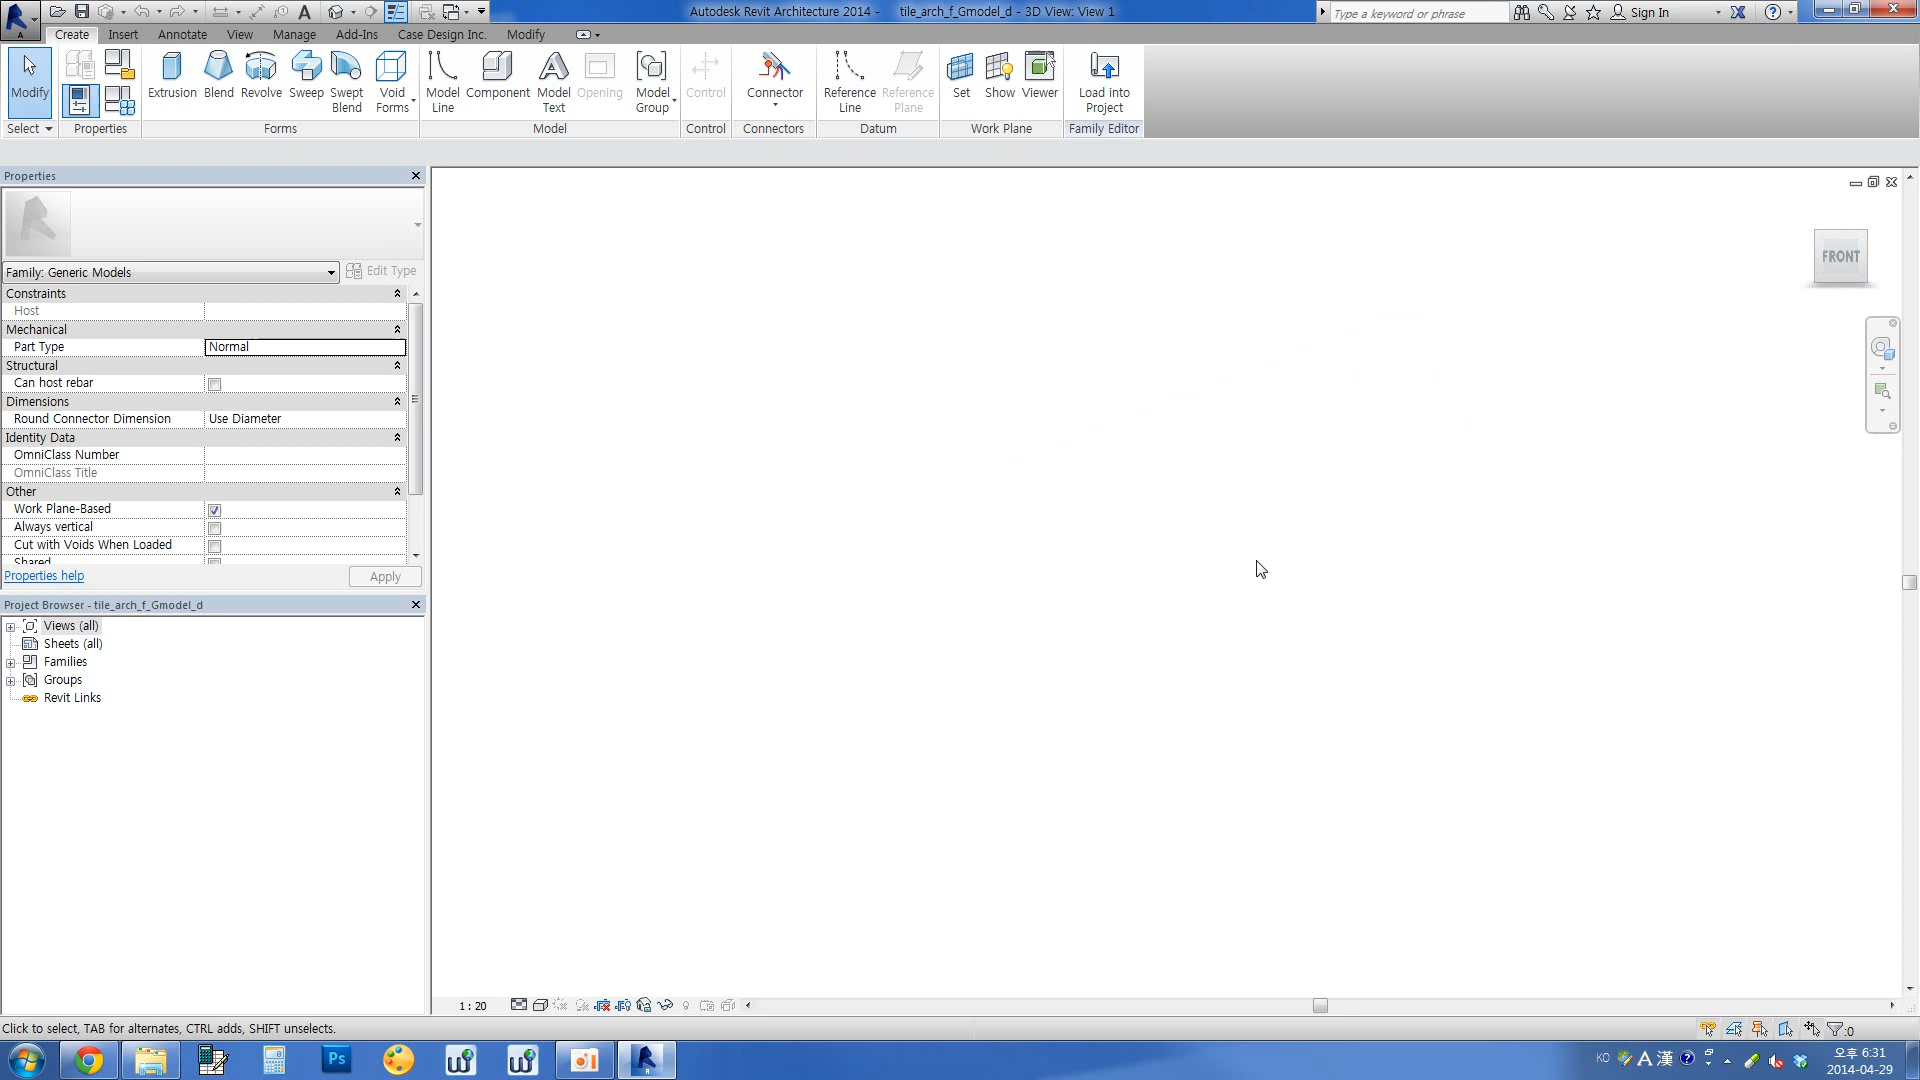 Autodesk Revit Architecture 2014 - tile_arch_f_Gmodel_d - 3D View: View 1
Type a keyword or phrase
Sign In
Create Insert Annotate View Manage Add-Ins Case Design Inc. Modify
Modify
Extrusion Blend Revolve Sweep Swept Blend Void Forms
Model Line Component Model Text Opening Model Group
Control Connector
Reference Line Reference Plane
Set Show Viewer
Load into Project
Select Properties Forms Model Control Connectors Datum Work Plane Family Editor
Properties
Family: Generic Models
Edit Type
Constraints
Host
Mechanical
Part Type Normal
Structural
Can host rebar
Dimensions
Round Connector Dimension Use Diameter
Identity Data
OmniClass Number
OmniClass Title
Other
Work Plane-Based
Always vertical
Cut with Voids When Loaded
Shared
Properties help
Apply
Project Browser - tile_arch_f_Gmodel_d
Views (all)
Sheets (all)
Families
Groups
Revit Links
FRONT
1 : 20
Click to select, TAB for alternates, CTRL adds, SHIFT unselects.
:0
Ps
KO A 漢
오후 6:31
2014-04-29